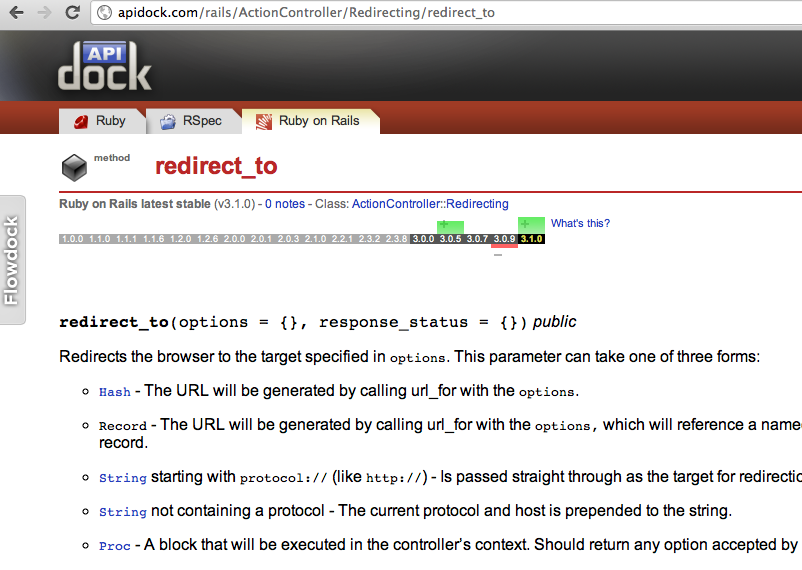 apidock.com/rails/ActionController/Redirecting/redirect_to
API
dock
Ruby RSpec Ruby on Rails
method redirect_to
Ruby on Rails latest stable (v3.1.0) - 0 notes - Class: ActionController::Redirecting
+ + What's this?
1.0.0 1.1.0 1.1.1 1.1.6 1.2.0 1.2.6 2.0.0 2.0.1 2.0.3 2.1.0 2.2.1 2.3.2 2.3.8 3.0.0 3.0.5 3.0.7 3.0.9 3.1.0
–
Flowdock
redirect_to(options = {}, response_status = {}) public
Redirects the browser to the target specified in options. This parameter can take one of three forms:
Hash - The URL will be generated by calling url_for with the options.
Record - The URL will be generated by calling url_for with the options, which will reference a name
record.
String starting with protocol:// (like http://) - Is passed straight through as the target for redirectio
String not containing a protocol - The current protocol and host is prepended to the string.
Proc - A block that will be executed in the controller's context. Should return any option accepted by